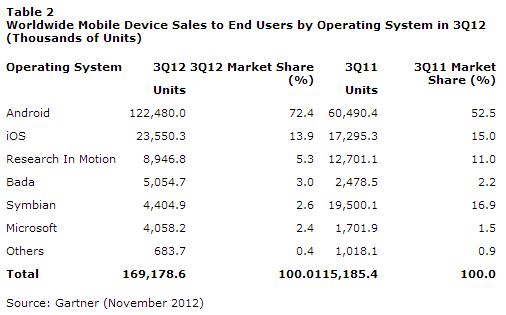 Table 2
Worldwide Mobile Device Sales to End Users by Operating System in 3Q12
(Thousands of Units)
Operating System 3Q12 Units 3Q12 Market Share (%) 3Q11 Units 3Q11 Market Share (%)
Android 122,480.0 72.4 60,490.4 52.5
iOS 23,550.3 13.9 17,295.3 15.0
Research In Motion 8,946.8 5.3 12,701.1 11.0
Bada 5,054.7 3.0 2,478.5 2.2
Symbian 4,404.9 2.6 19,500.1 16.9
Microsoft 4,058.2 2.4 1,701.9 1.5
Others 683.7 0.4 1,018.1 0.9
Total 169,178.6 100.0 115,185.4 100.0
Source: Gartner (November 2012)